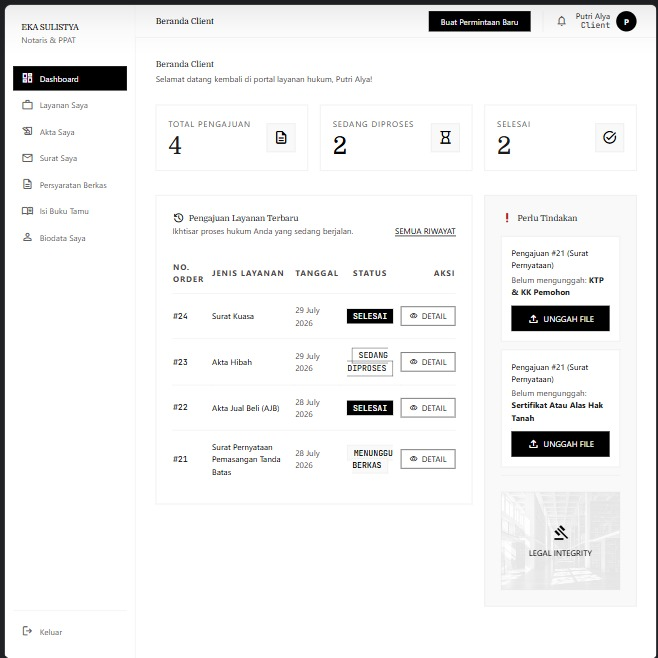 EKA SULISTYA
Notaris & PPAT
Dashboard
Layanan Saya
Akta Saya
Surat Saya
Persyaratan Berkas
Isi Buku Tamu
Biodata Saya
Keluar
Beranda Client
Buat Permintaan Baru
Putri Alya
Client
P
Beranda Client
Selamat datang kembali di portal layanan hukum, Putri Alya!
TOTAL PENGAJUAN
4
SEDANG DIPROSES
2
SELESAI
2
Pengajuan Layanan Terbaru
Ikhtisar proses hukum Anda yang sedang berjalan.
SEMUA RIWAYAT
NO. ORDER JENIS LAYANAN TANGGAL STATUS AKSI
#24 Surat Kuasa 29 July 2026 SELESAI DETAIL
#23 Akta Hibah 29 July 2026 SEDANG DIPROSES DETAIL
#22 Akta Jual Beli (AJB) 28 July 2026 SELESAI DETAIL
#21 Surat Pernyataan Pemasangan Tanda Batas 28 July 2026 MENUNGGU BERKAS DETAIL
Perlu Tindakan
Pengajuan #21 (Surat
Pernyataan)
Belum mengunggah: KTP
& KK Pemohon
UNGGAH FILE
Pengajuan #21 (Surat
Pernyataan)
Belum mengunggah:
Sertifikat Atau Alas Hak
Tanah
UNGGAH FILE
LEGAL INTEGRITY